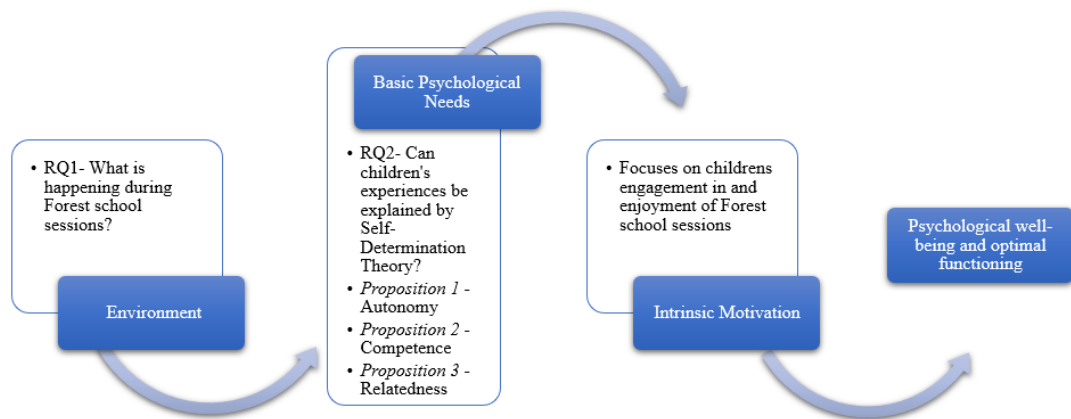 • RQ1- What is
happening during
Forest school
sessions?
Environment
Basic Psychological
Needs
• RQ2- Can
children's
experiences be
explained by
Self-
Determination
Theory?
• Proposition 1 -
Autonomy
• Proposition 2 -
Competence
• Proposition 3 -
Relatedness
• Focuses on childrens
engagement in and
enjoyment of Forest
school sessions
Intrinsic Motivation
Psychological well-
being and optimal
functioning